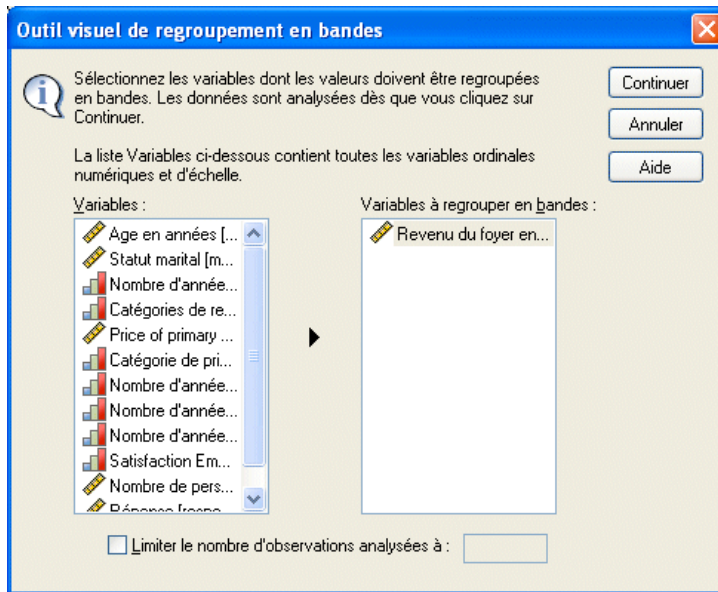 Outil visuel de regroupement en bandes
Sélectionnez les variables dont les valeurs doivent être regroupées
en bandes. Les données sont analysées dès que vous cliquez sur
Continuer.
La liste Variables ci-dessous contient toutes les variables ordinales
numériques et d'échelle.
Continuer
Annuler
Aide
Variables :
Age en années [...
Statut marital [m...
Nombre d'année...
Catégories de re...
Price of primary ...
Catégorie de pri...
Nombre d'année...
Nombre d'année...
Nombre d'année...
Satisfaction Em...
Nombre de pers...
Réponse [respo...
Variables à regrouper en bandes :
Revenu du foyer en...
Limiter le nombre d'observations analysées à :